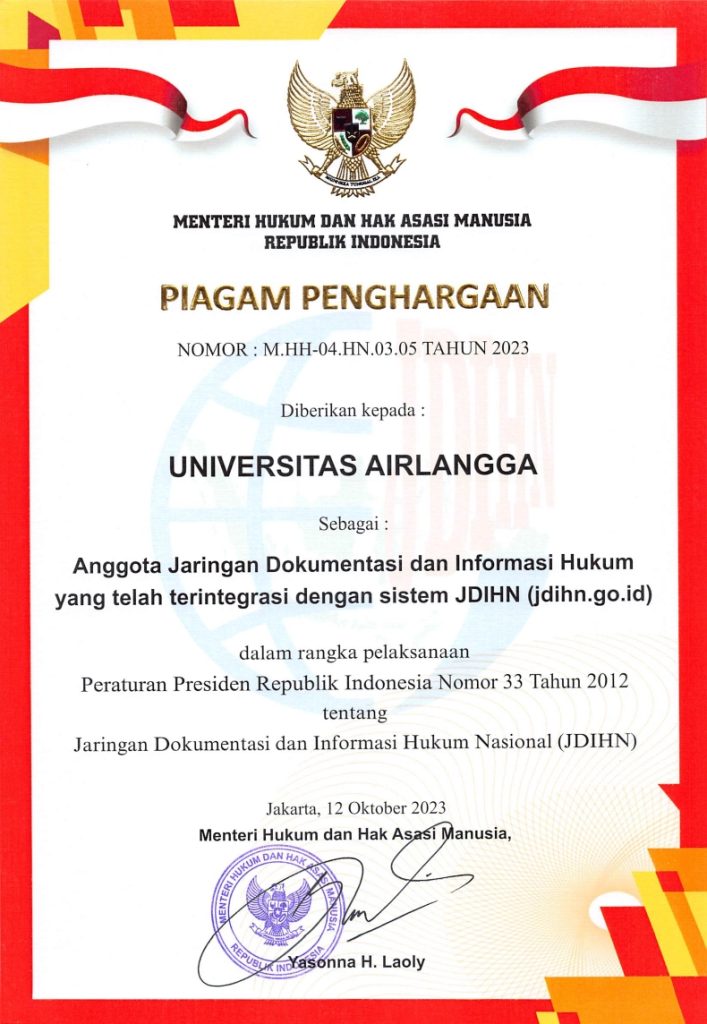 BHINNEKA TUNGGAL IKA
MENTERI HUKUM DAN HAK ASASI MANUSIA
REPUBLIK INDONESIA
PIAGAM PENGHARGAAN
NOMOR : M.HH-04.HN.03.05 TAHUN 2023
Diberikan kepada :
UNIVERSITAS AIRLANGGA
Sebagai :
Anggota Jaringan Dokumentasi dan Informasi Hukum
yang telah terintegrasi dengan sistem JDIHN (jdihn.go.id)
dalam rangka pelaksanaan
Peraturan Presiden Republik Indonesia Nomor 33 Tahun 2012
tentang
Jaringan Dokumentasi dan Informasi Hukum Nasional (JDIHN)
JDIHN
Jakarta, 12 Oktober 2023
Menteri Hukum dan Hak Asasi Manusia,
MENTERI HUKUM DAN HAK ASASI MANUSIA
REPUBLIK INDONESIA
Yasonna H. Laoly